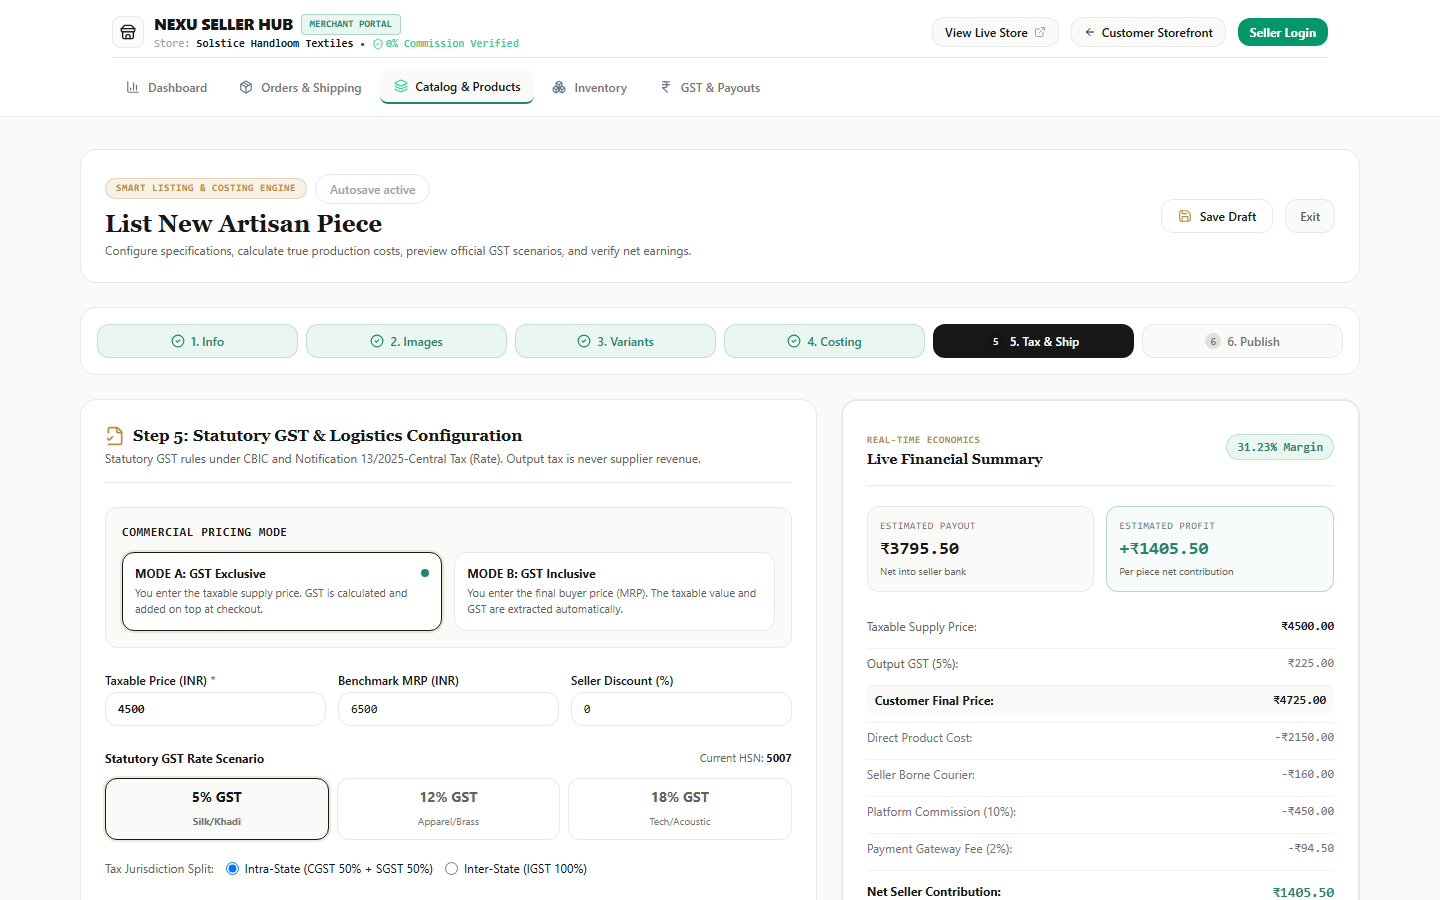 NEXU SELLER HUB MERCHANT PORTAL
Store: Solstice Handloom Textiles • 0% Commission Verified
View Live Store
Customer Storefront
Seller Login
Dashboard
Orders & Shipping
Catalog & Products
Inventory
GST & Payouts
SMART LISTING & COSTING ENGINE
Autosave active
List New Artisan Piece
Configure specifications, calculate true production costs, preview official GST scenarios, and verify net earnings.
Save Draft
Exit
1. Info
2. Images
3. Variants
4. Costing
5 5. Tax & Ship
6 6. Publish
Step 5: Statutory GST & Logistics Configuration
Statutory GST rules under CBIC and Notification 13/2025-Central Tax (Rate). Output tax is never supplier revenue.
COMMERCIAL PRICING MODE
MODE A: GST Exclusive
You enter the taxable supply price. GST is calculated and
added on top at checkout.
MODE B: GST Inclusive
You enter the final buyer price (MRP). The taxable value and
GST are extracted automatically.
Taxable Price (INR) *
4500
Benchmark MRP (INR)
6500
Seller Discount (%)
0
Statutory GST Rate Scenario
Current HSN: 5007
5% GST
Silk/Khadi
12% GST
Apparel/Brass
18% GST
Tech/Acoustic
Tax Jurisdiction Split: Intra-State (CGST 50% + SGST 50%) Inter-State (IGST 100%)
REAL-TIME ECONOMICS
Live Financial Summary
31.23% Margin
ESTIMATED PAYOUT
₹3795.50
Net into seller bank
ESTIMATED PROFIT
+₹1405.50
Per piece net contribution
Taxable Supply Price: ₹4500.00
Output GST (5%): ₹225.00
Customer Final Price: ₹4725.00
Direct Product Cost: -₹2150.00
Seller Borne Courier: -₹160.00
Platform Commission (10%): -₹450.00
Payment Gateway Fee (2%): -₹94.50
Net Seller Contribution: ₹1405.50